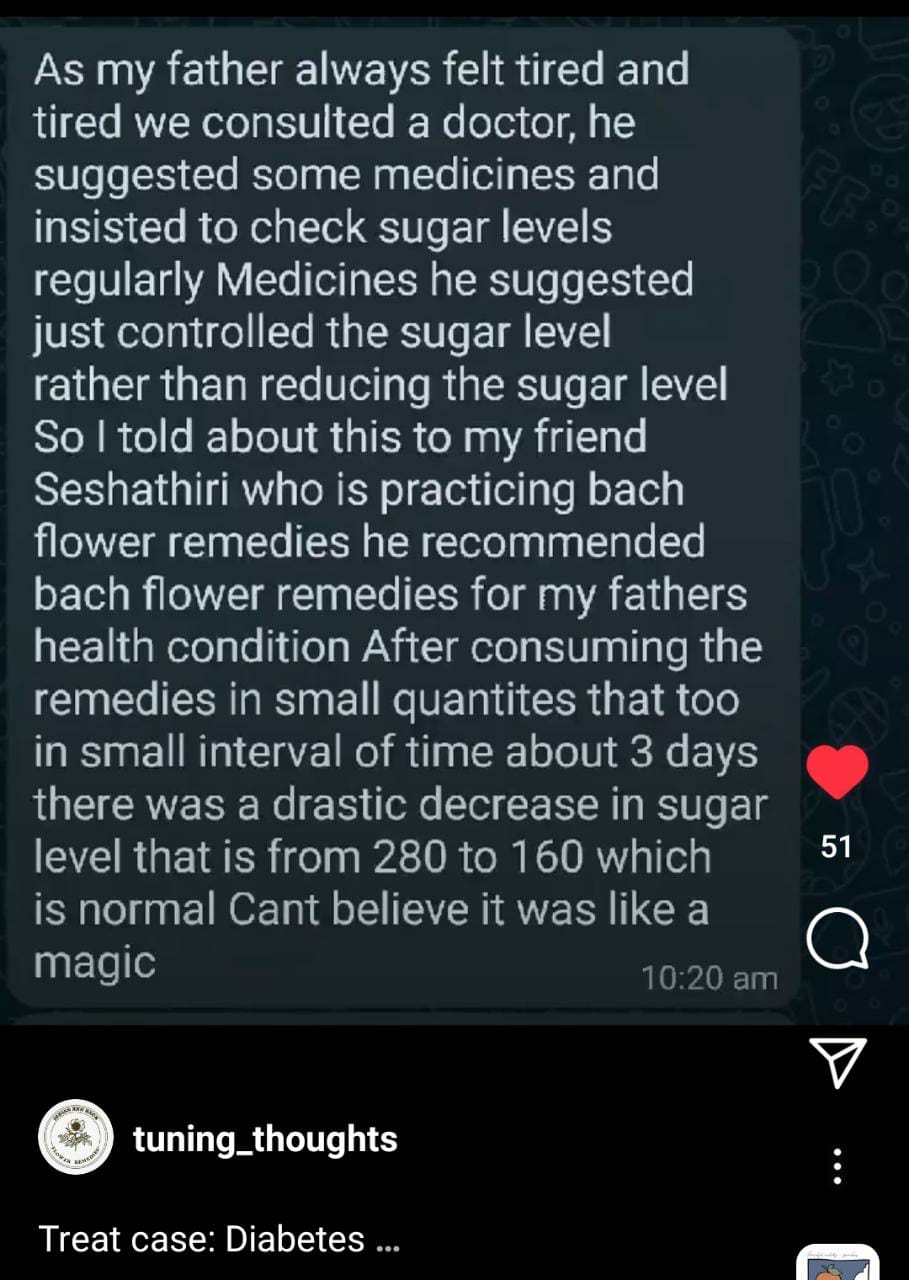 As my father always felt tired and
tired we consulted a doctor, he
suggested some medicines and
insisted to check sugar levels
regularly Medicines he suggested
just controlled the sugar level
rather than reducing the sugar level
So I told about this to my friend
Seshathiri who is practicing bach
flower remedies he recommended
bach flower remedies for my fathers
health condition After consuming the
remedies in small quantites that too
in small interval of time about 3 days
there was a drastic decrease in sugar
level that is from 280 to 160 which
is normal Cant believe it was like a
magic
10:20 am
51
tuning_thoughts
Treat case: Diabetes ...